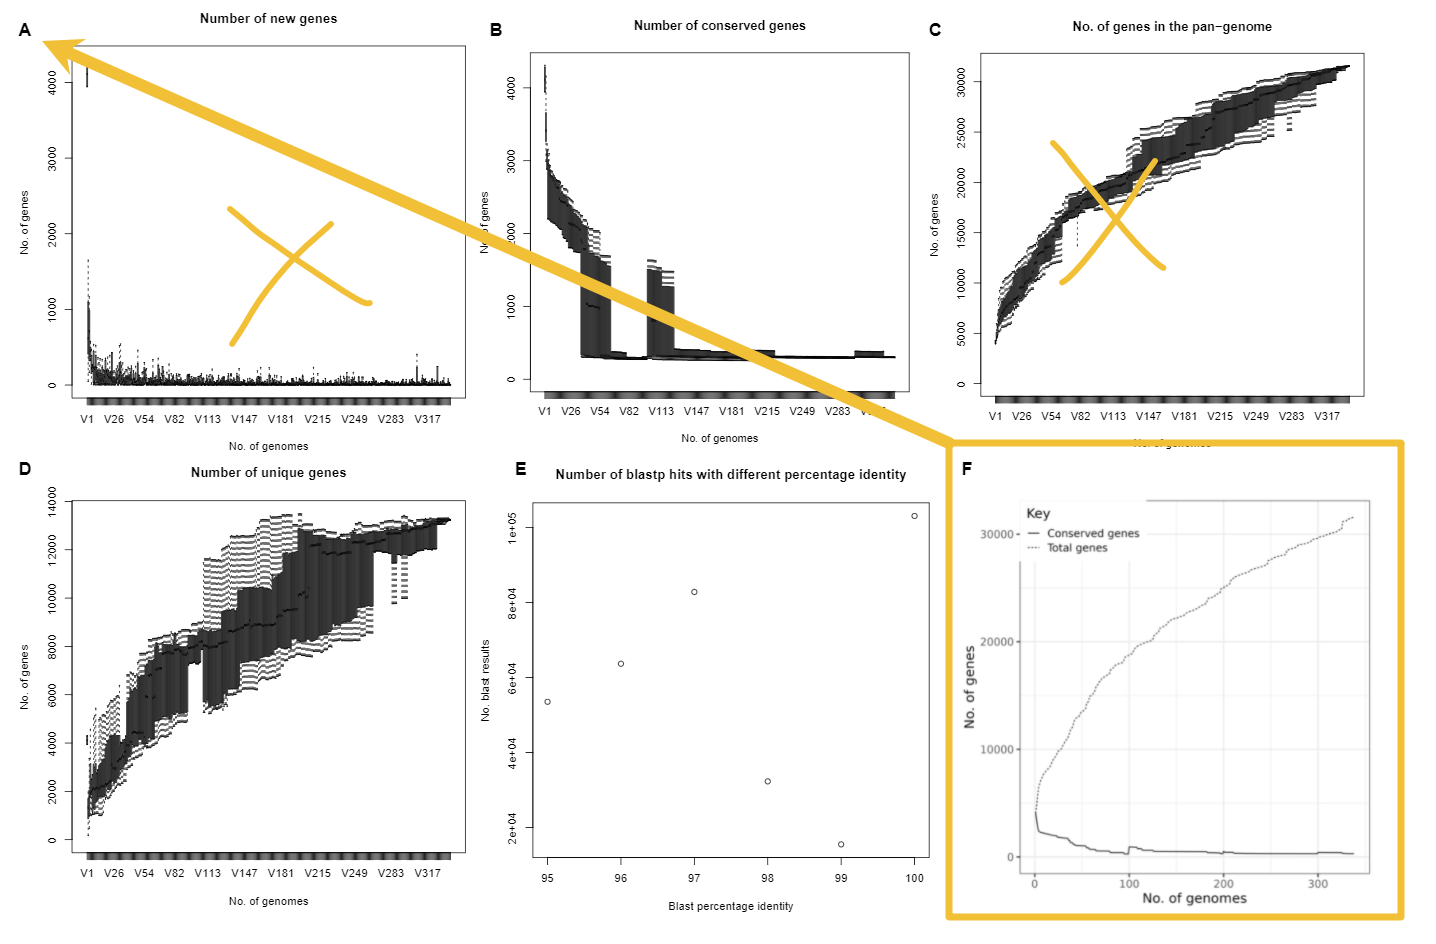 A
Number of new genes
No. of genes
0
1000
2000
3000
4000
V1 V26 V54 V82 V113 V147 V181 V215 V249 V283 V317
No. of genomes
B
Number of conserved genes
No. of genes
0
1000
2000
3000
4000
V1 V26 V54 V82 V113 V147 V181 V215 V249 V283
No. of genomes
C
No. of genes in the pan−genome
No. of genes
0
5000
10000
15000
20000
25000
30000
V1 V26 V54 V82 V113 V147 V181 V215 V249 V283 V317
No. of genomes
D
Number of unique genes
No. of genes
0
2000
4000
6000
8000
10000
12000
14000
V1 V26 V54 V82 V113 V147 V181 V215 V249 V283 V317
No. of genomes
E
Number of blastp hits with different percentage identity
No. blast results
2e+04
4e+04
6e+04
8e+04
1e+05
95 96 97 98 99 100
Blast percentage identity
F
Key
Conserved genes
Total genes
No. of genes
30000
20000
10000
0
0 100 200 300
No. of genomes